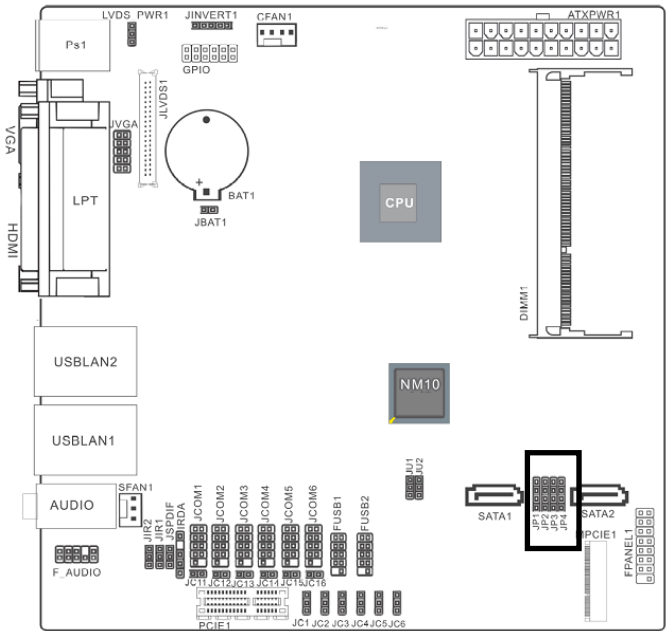 LVDS_PWR1
JINVERT1
CFAN1
ATXPWR1
Ps1
GPIO
JLVDS1
VGA
JVGA
LPT
CPU
BAT1
JBAT1
HDMI
DIMM1
USBLAN2
NM10
USBLAN1
JU1
JU2
AUDIO
SFAN1
SATA1
JP1
JP2
JP3
JP4
SATA2
JIR2
JIR1
JSPDIF
IRDA
JCOM1
JCOM2
JCOM3
JCOM4
JCOM5
JCOM6
FUSB1
FUSB2
MPCIE1
FPANEL1
F_AUDIO
JC11 JC12 JC13 JC14 JC15 JC16
PCIE1
JC1 JC2 JC3 JC4 JC5 JC6